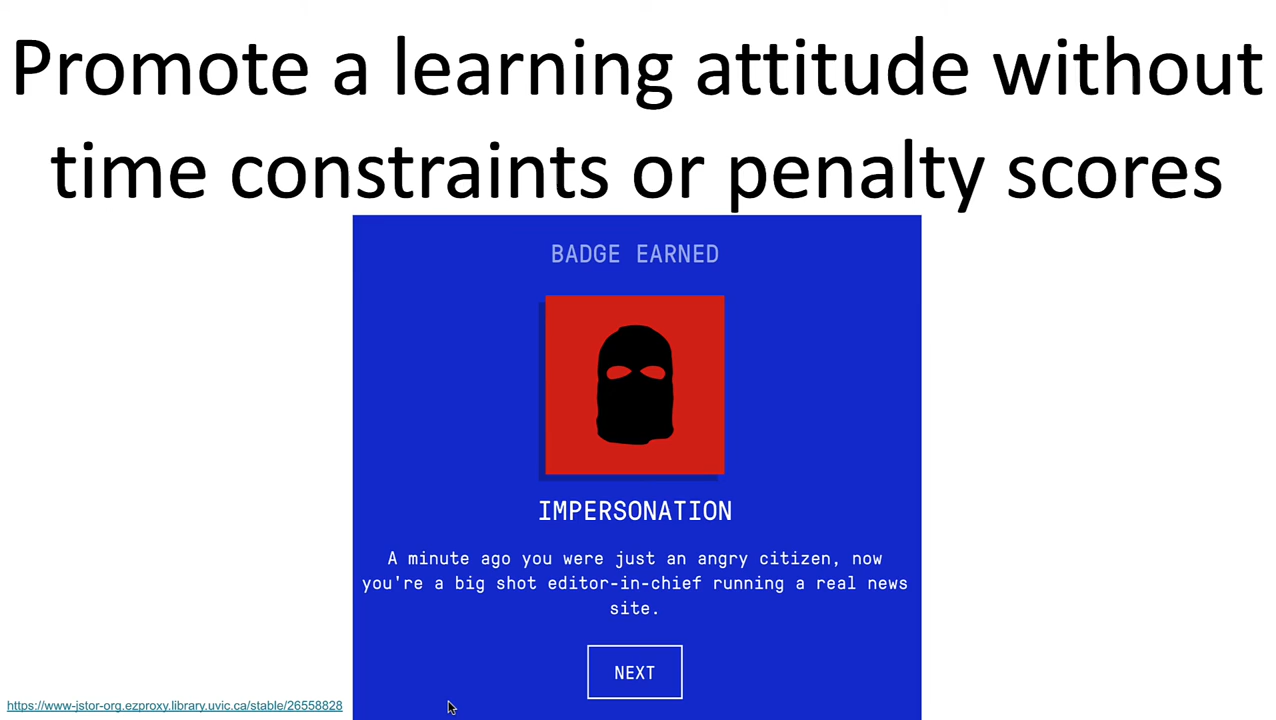 Promote a learning attitude without
time constraints or penalty scores
BADGE EARNED
IMPERSONATION
A minute ago you were just an angry citizen, now
you're a big shot editor-in-chief running a real news
site.
NEXT
https://www-jstor-org.ezproxy.library.uvic.ca/stable/26558828